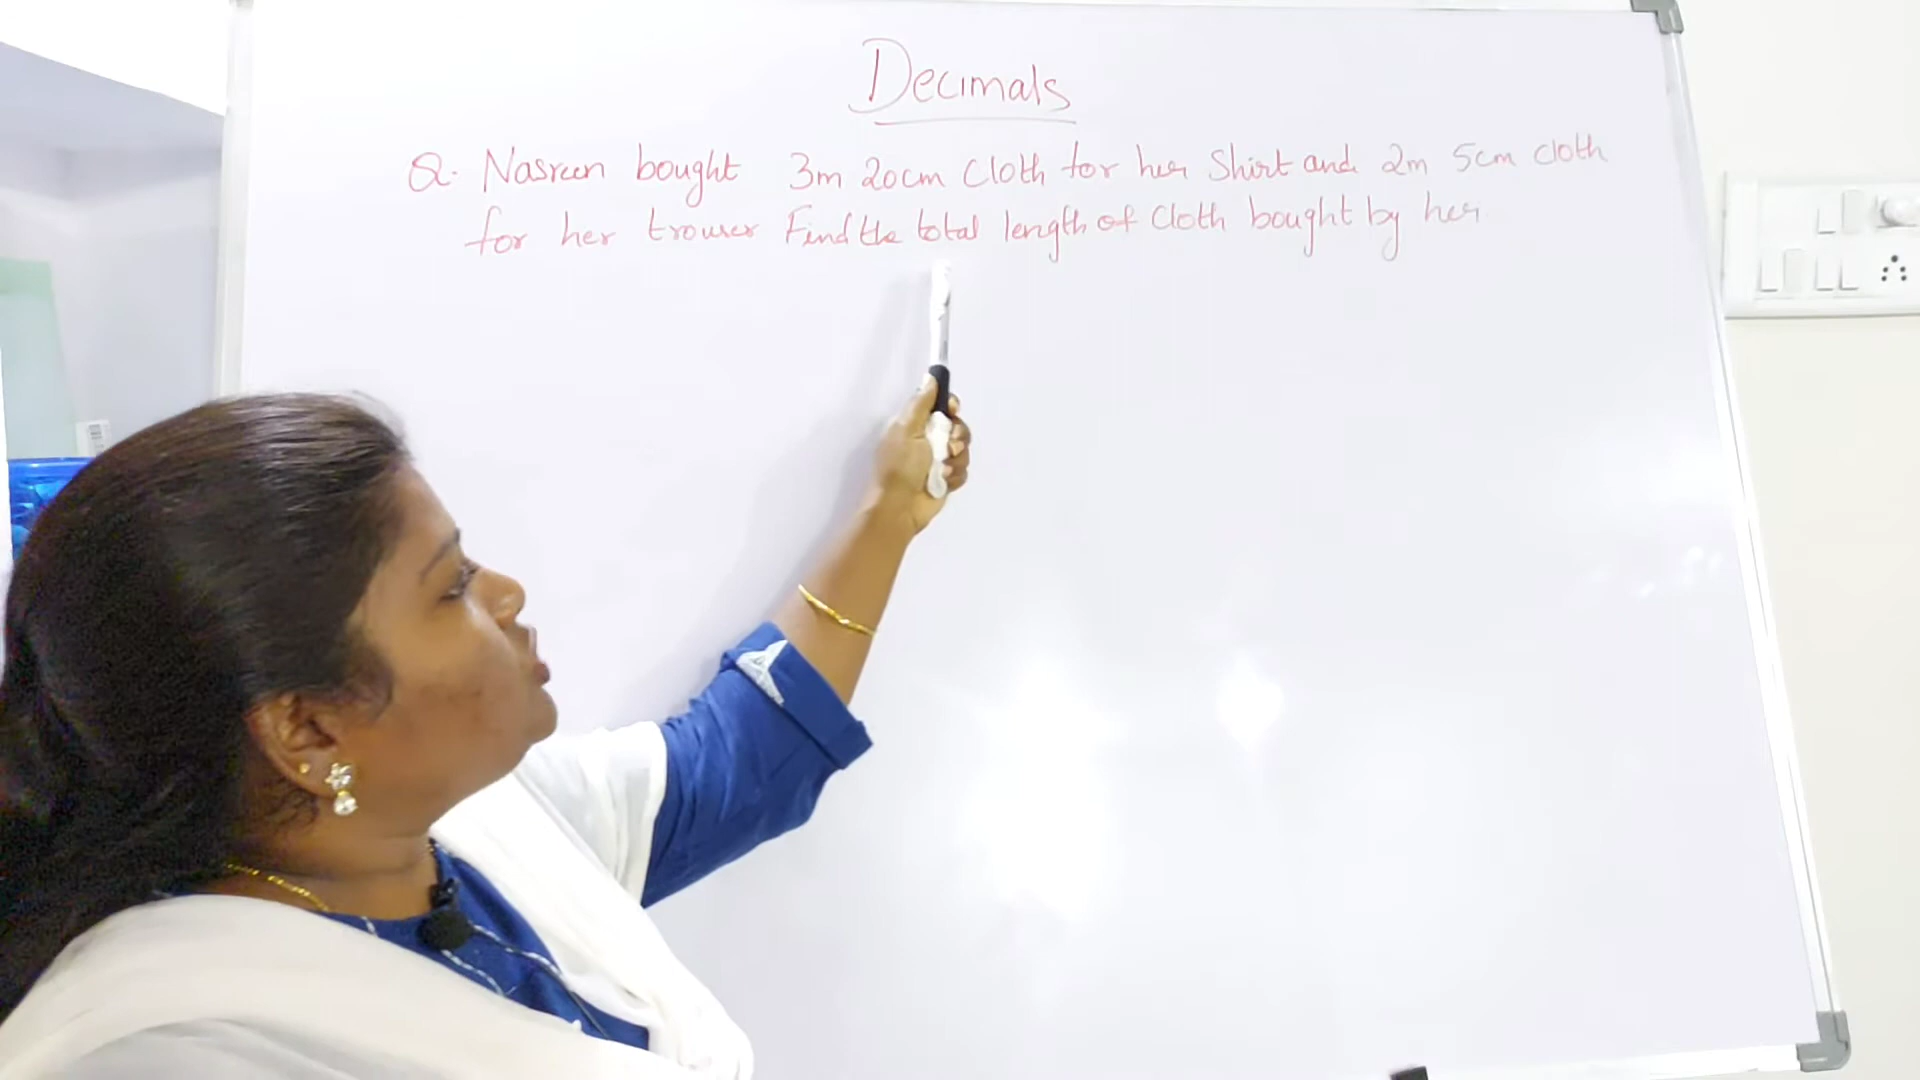 Decimals
Q. Nasreen bought 3m 20cm cloth for her shirt and 2m 5cm cloth
for her trouser Find the total length of cloth bought by her